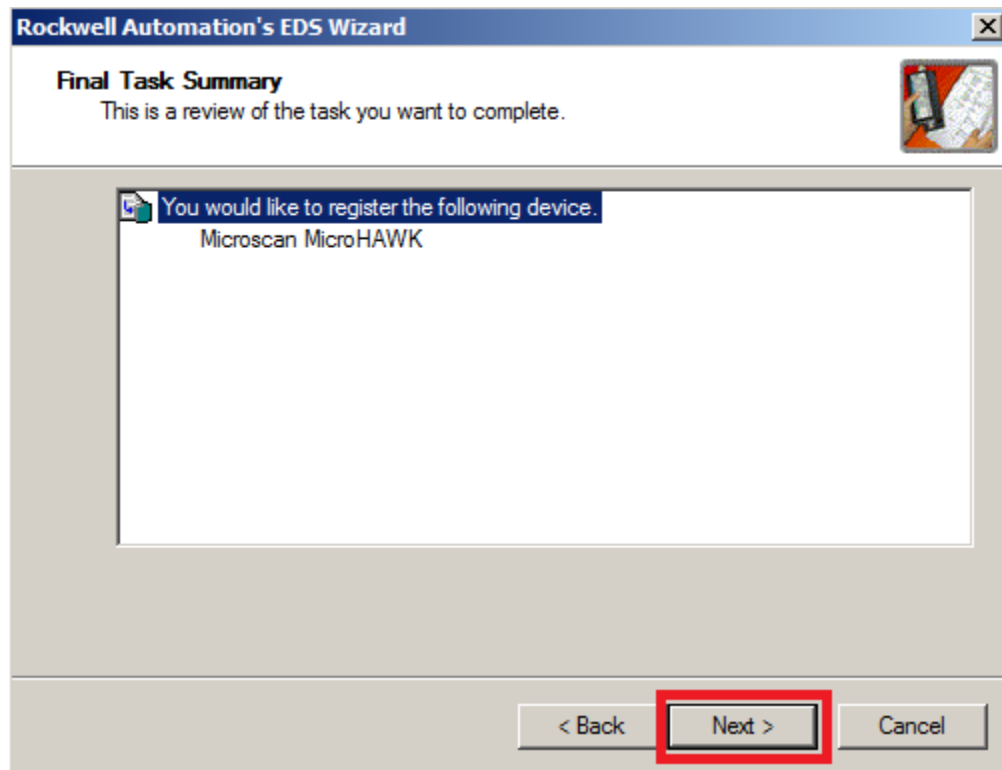 Rockwell Automation's EDS Wizard
Final Task Summary
This is a review of the task you want to complete.
You would like to register the following device.
Microscan MicroHAWK
< Back
Next >
Cancel